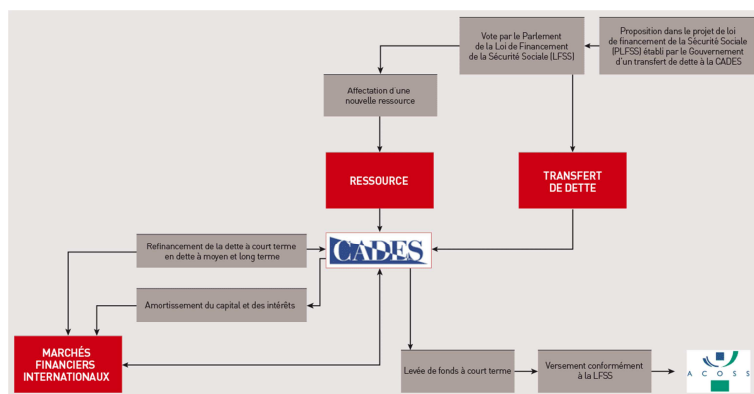 Vote par le Parlement
de la Loi de Financement
de la Sécurité Sociale (LFSS)
Proposition dans le projet de loi
de financement de la Sécurité Sociale
(PLFSS) établi par le Gouvernement
d'un transfert de dette à la CADES
Affectation d une
nouvelle ressource
RESSOURCE
TRANSFERT
DE DETTE
Refinancement de la dette à court terme
en dette à moyen et long terme
CADES
Amortissement du capital et des intérêts
MARCHÉS
FINANCIERS
INTERNATIONAUX
Levée de fonds à court terme
Versement conformément
à la LFSS
ACOSS